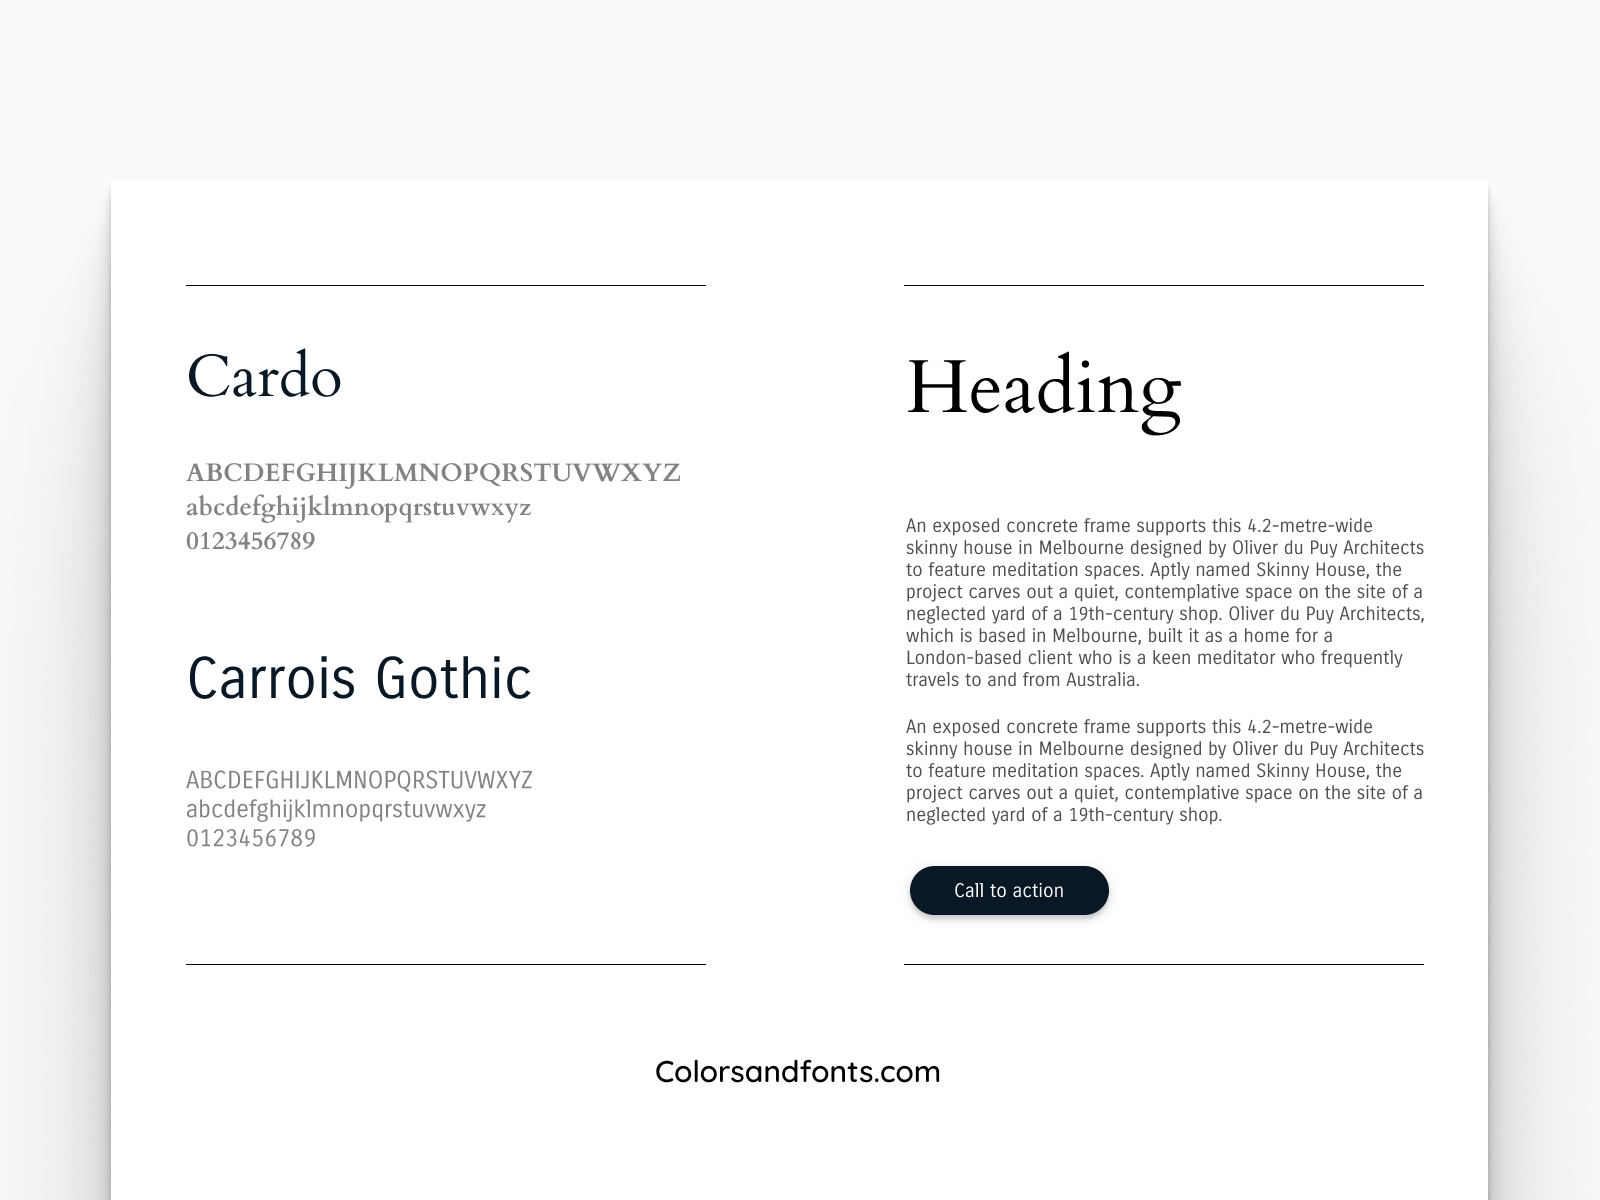 Cardo
ABCDEFGHIJKLMNOPQRSTUVWXYZ
abcdefghijklmnopqrstuvwxyz
0123456789
Carrois Gothic
ABCDEFGHIJKLMNOPQRSTUVWXYZ
abcdefghijklmnopqrstuvwxyz
0123456789
Heading
An exposed concrete frame supports this 4.2-metre-wide
skinny house in Melbourne designed by Oliver du Puy Architects
to feature meditation spaces. Aptly named Skinny House, the
project carves out a quiet, contemplative space on the site of a
neglected yard of a 19th-century shop. Oliver du Puy Architects,
which is based in Melbourne, built it as a home for a
London-based client who is a keen meditator who frequently
travels to and from Australia.
An exposed concrete frame supports this 4.2-metre-wide
skinny house in Melbourne designed by Oliver du Puy Architects
to feature meditation spaces. Aptly named Skinny House, the
project carves out a quiet, contemplative space on the site of a
neglected yard of a 19th-century shop.
Call to action
Colorsandfonts.com